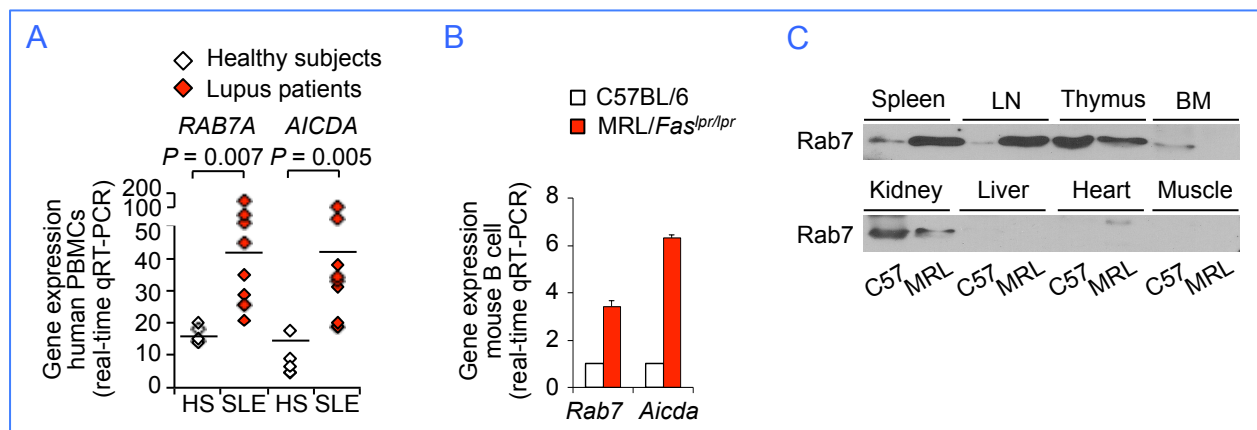 A
Healthy subjects
Lupus patients
RAB7A AICDA
P = 0.007 P = 0.005
Gene expression
human PBMCs
(real-time qRT-PCR)
200
100
50
40
30
20
10
0
HS SLE HS SLE
B
C57BL/6
MRL/Fas^lpr/lpr
Gene expression
mouse B cell
(real-time qRT-PCR)
8
6
4
2
0
Rab7 Aicda
C
Spleen LN Thymus BM
Rab7
Kidney Liver Heart Muscle
Rab7
C57 MRL C57 MRL C57 MRL